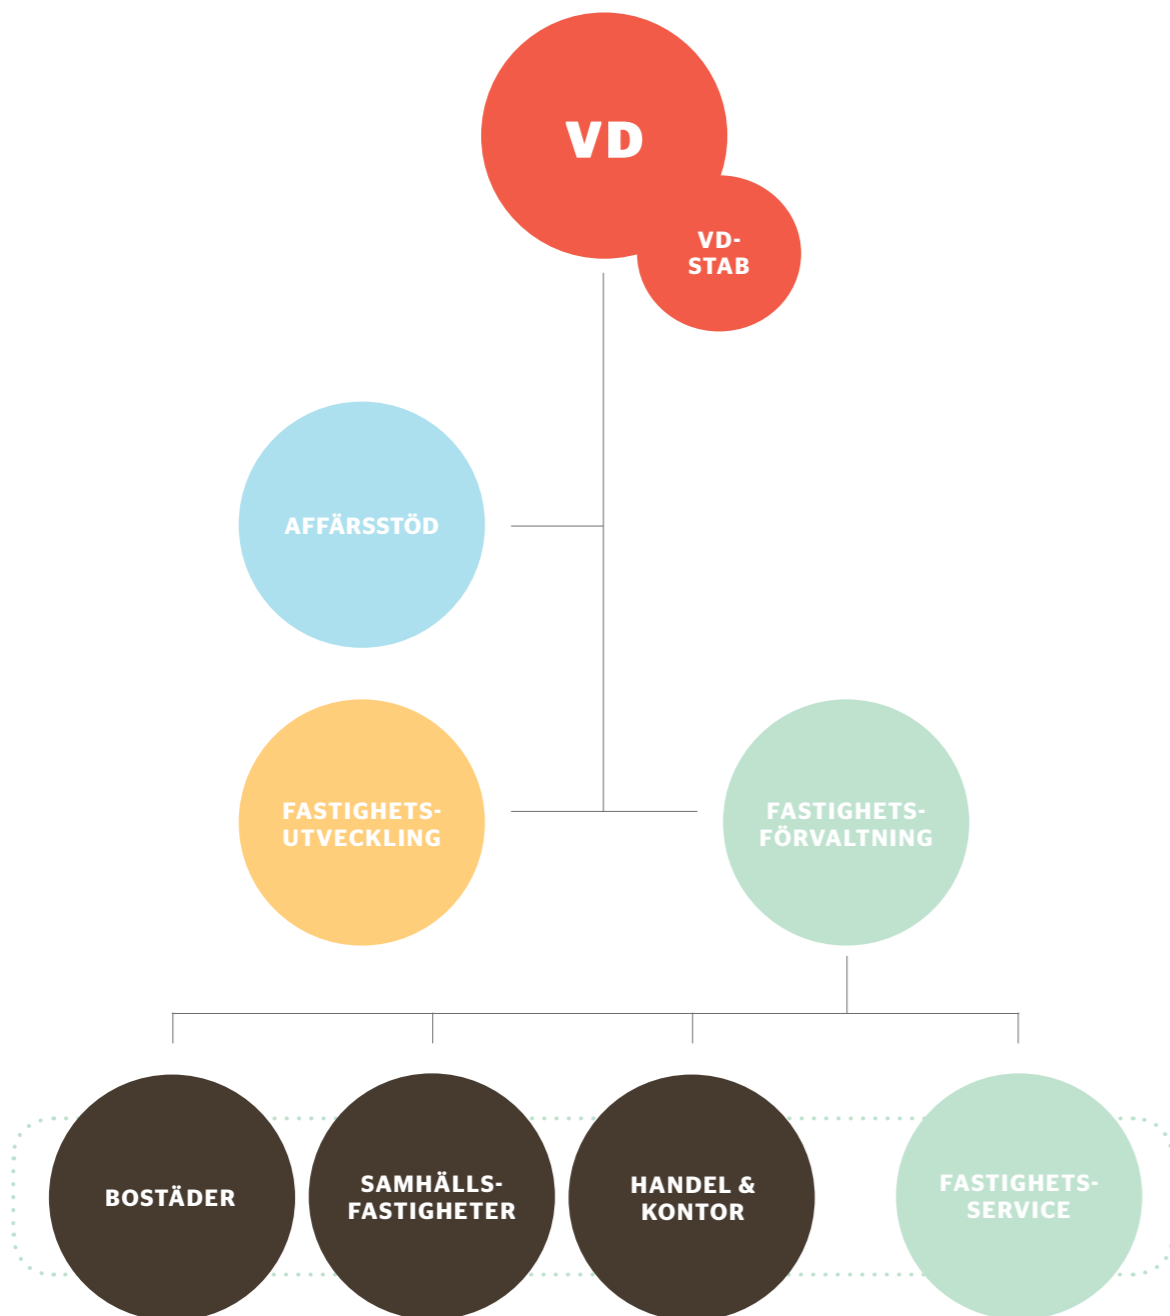 VD
VD-
STAB
AFFÄRSSTÖD
FASTIGHETS-
UTVECKLING
FASTIGHETS-
FÖRVALTNING
BOSTÄDER
SAMHÄLLS-
FASTIGHETER
HANDEL &
KONTOR
FASTIGHETS-
SERVICE